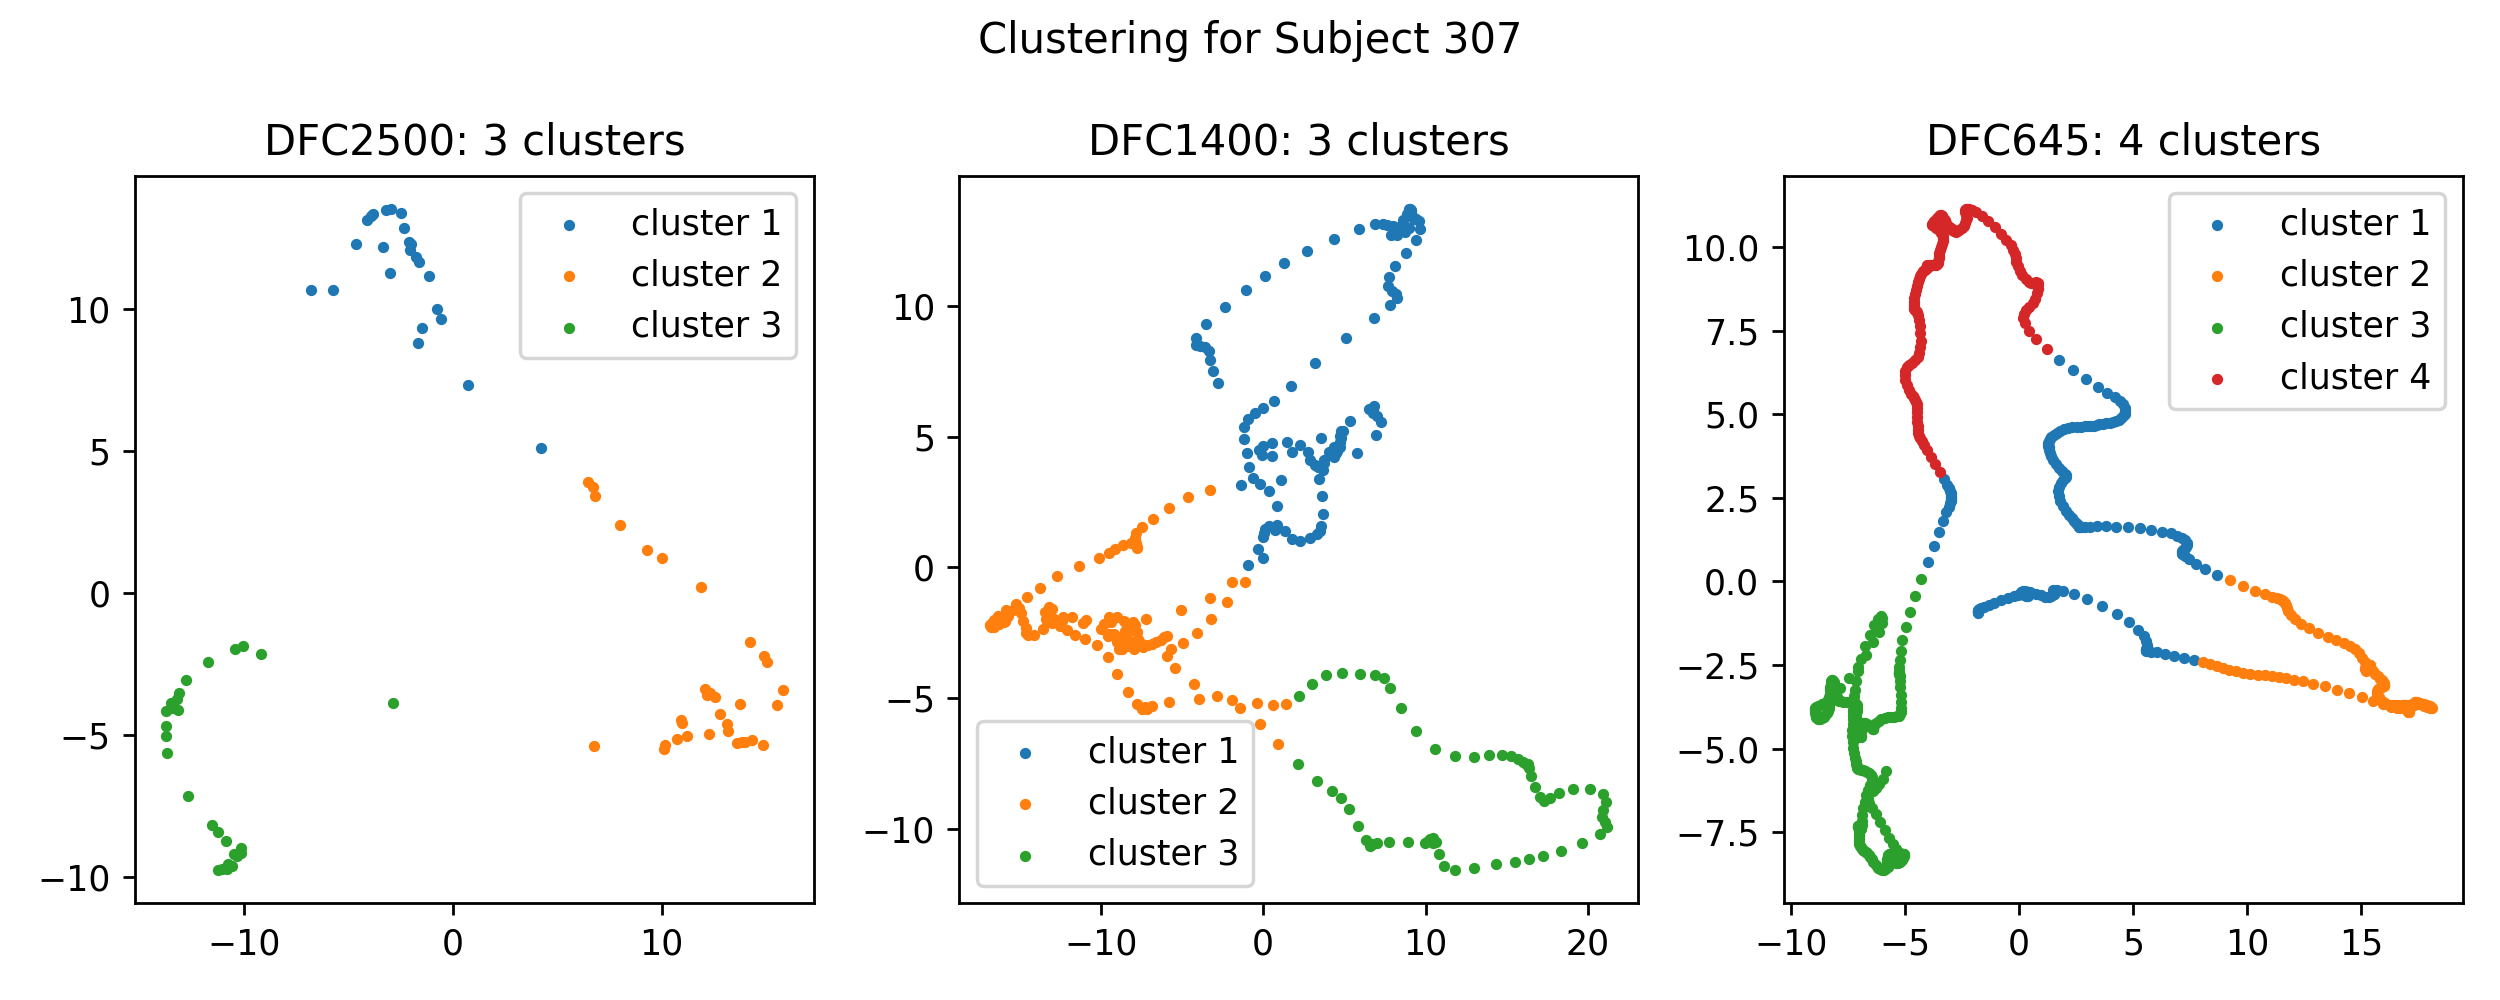 Clustering for Subject 307
DFC2500: 3 clusters
cluster 1
cluster 2
cluster 3
10
5
0
−5
−10
−10
0
10
DFC1400: 3 clusters
10
5
0
−5
−10
cluster 1
cluster 2
cluster 3
−10
0
10
20
DFC645: 4 clusters
cluster 1
cluster 2
cluster 3
cluster 4
10.0
7.5
5.0
2.5
0.0
−2.5
−5.0
−7.5
−10
−5
0
5
10
15